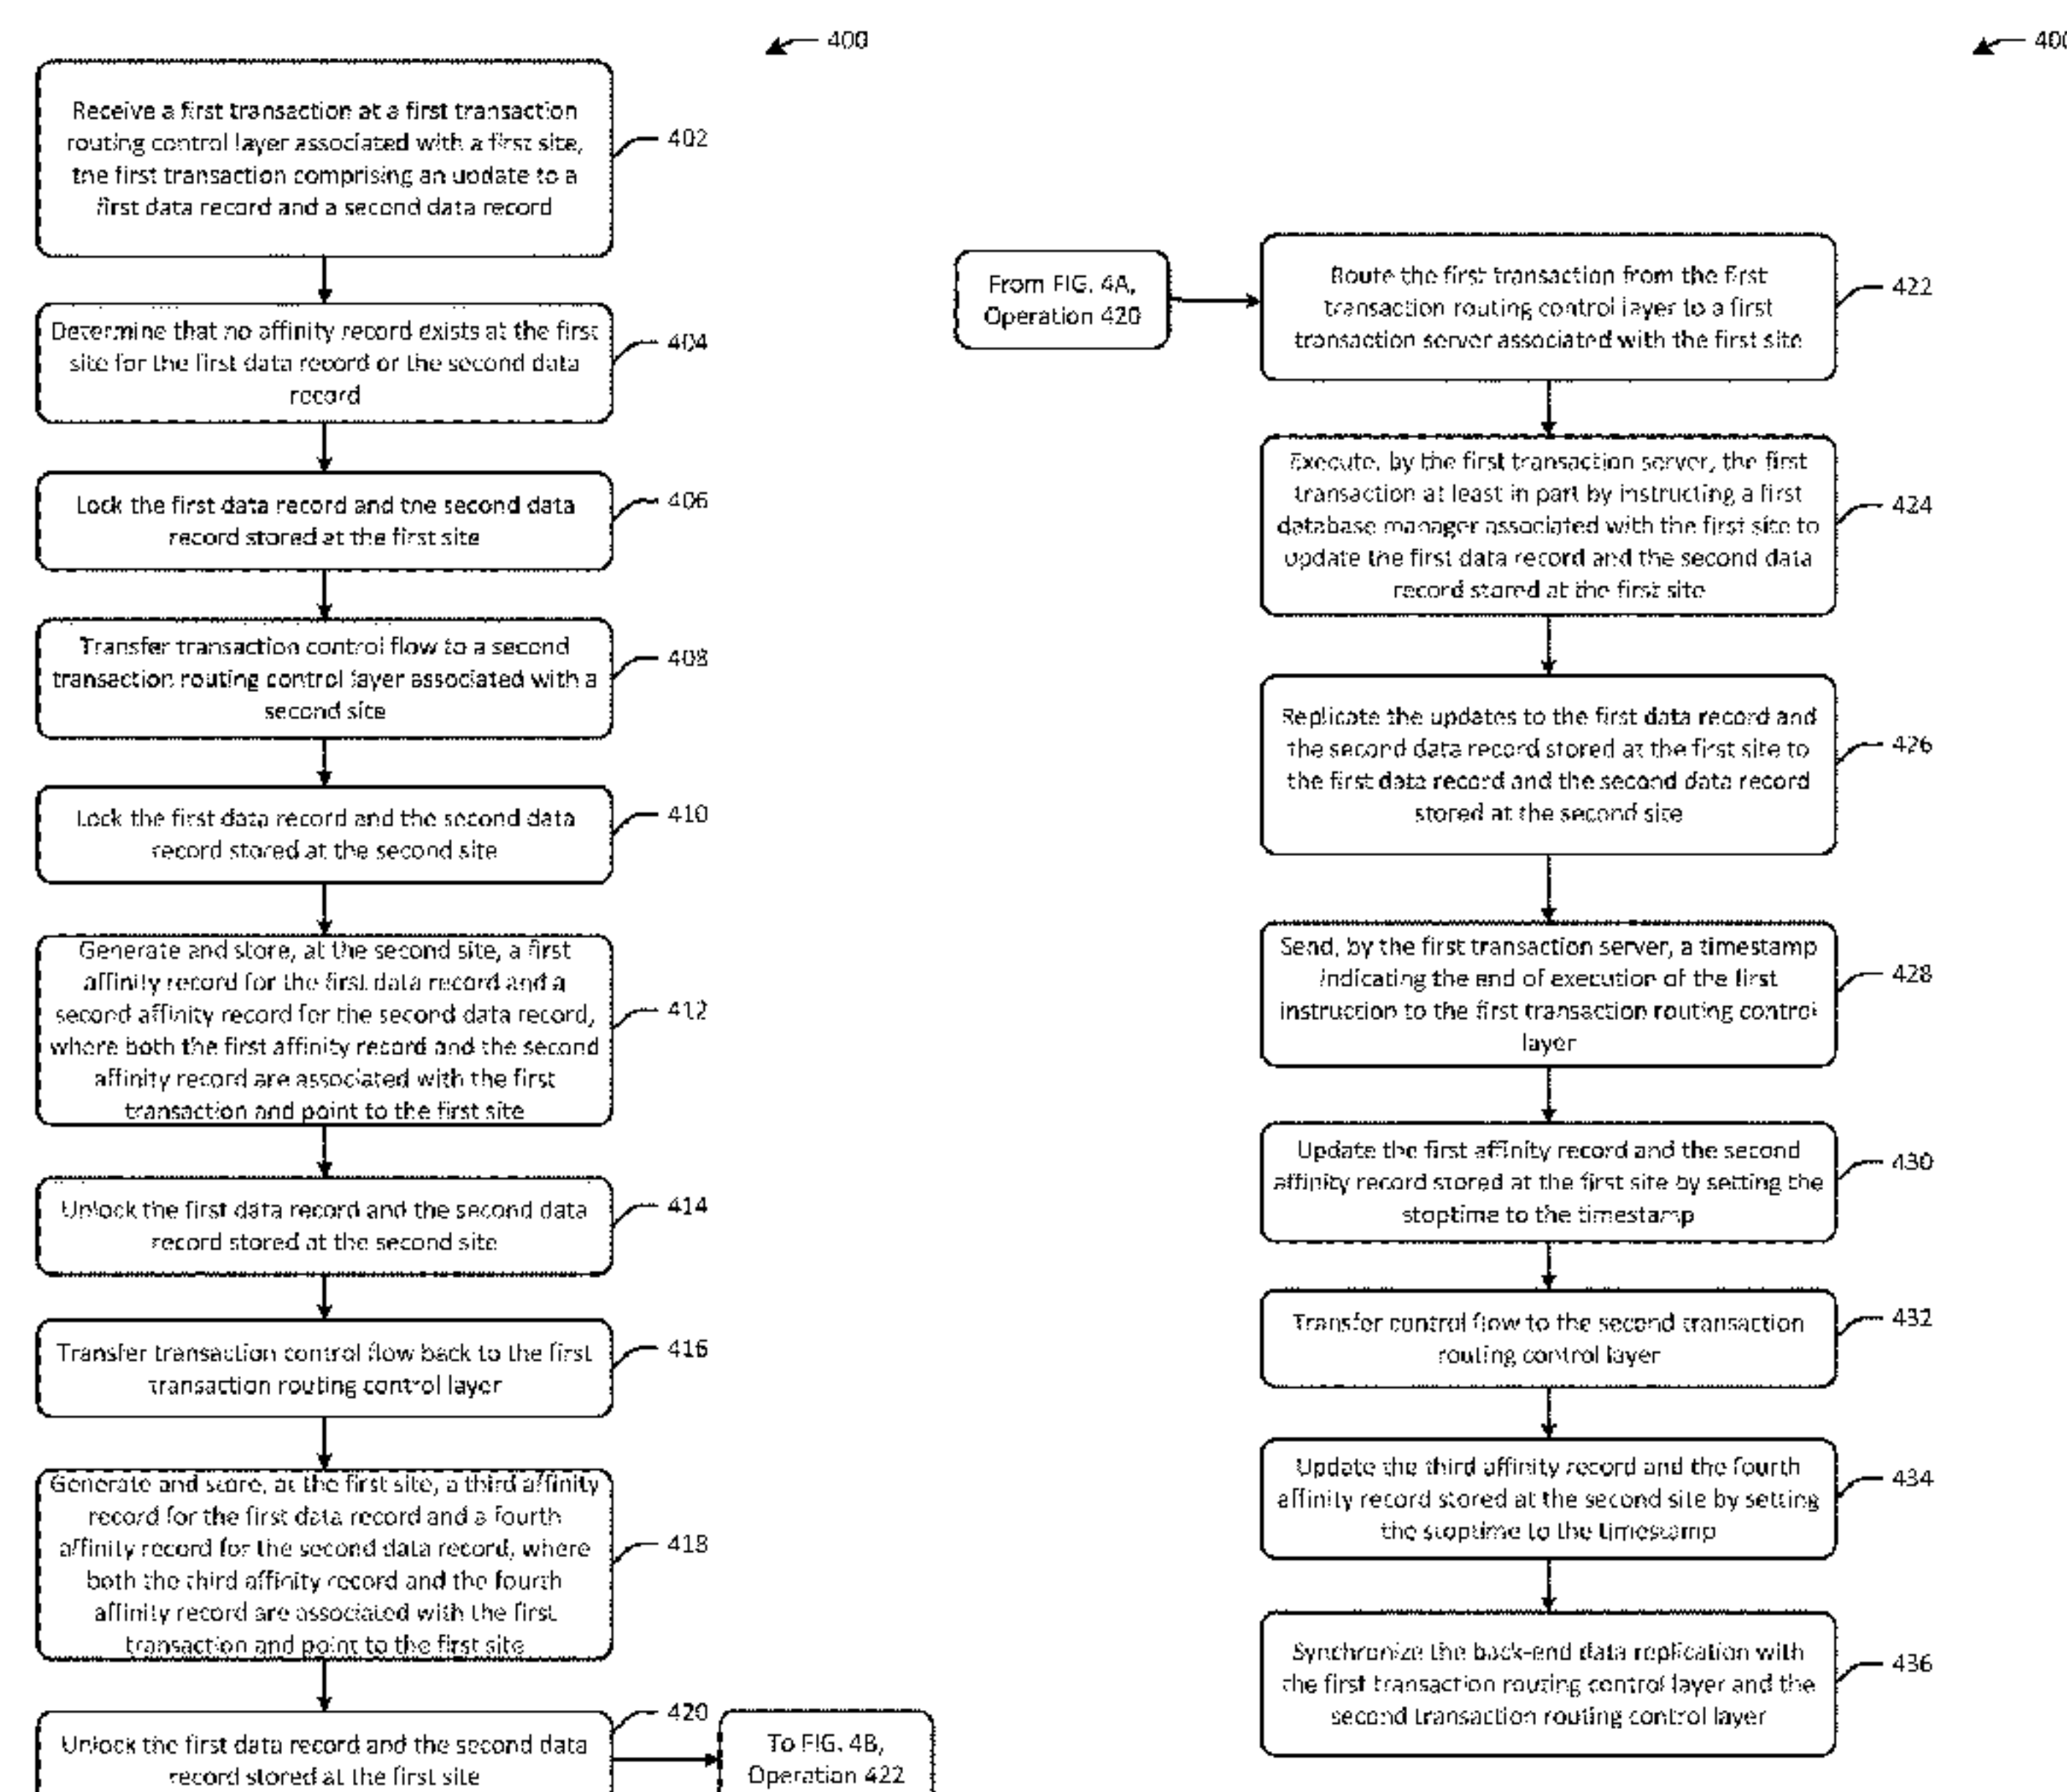 400
Receive a first transaction at a first transaction
routing control layer associated with a first site,
the first transaction comprising an update to a
first data record and a second data record
402
Determine that no affinity record exists at the first
site for the first data record or the second data
record
404
Lock the first data record and the second data
record stored at the first site
406
Transfer transaction control flow to a second
transaction routing control layer associated with a
second site
408
Lock the first data record and the second data
record stored at the second site
410
Generate and store, at the second site, a first
affinity record for the first data record and a
second affinity record for the second data record,
where both the first affinity record and the second
affinity record are associated with the first
transaction and point to the first site
412
Unlock the first data record and the second data
record stored at the second site
414
Transfer transaction control flow back to the first
transaction routing control layer
416
Generate and store, at the first site, a third affinity
record for the first data record and a fourth
affinity record for the second data record, where
both the third affinity record and the fourth
affinity record are associated with the first
transaction and point to the first site
418
Unlock the first data record and the second data
record stored at the first site
420
To FIG. 4B,
Operation 422
400
From FIG. 4A,
Operation 420
Route the first transaction from the first
transaction routing control layer to a first
transaction server associated with the first site
422
Execute, by the first transaction server, the first
transaction at least in part by instructing a first
database manager associated with the first site to
update the first data record and the second data
record stored at the first site
424
Replicate the updates to the first data record and
the second data record stored at the first site to
the first data record and the second data record
stored at the second site
426
Send, by the first transaction server, a timestamp
indicating the end of execution of the first
instruction to the first transaction routing control
layer
428
Update the first affinity record and the second
affinity record stored at the first site by setting the
stoptime to the timestamp
430
Transfer control flow to the second transaction
routing control layer
432
Update the third affinity record and the fourth
affinity record stored at the second site by setting
the stoptime to the timestamp
434
Synchronize the back-end data replication with
the first transaction routing control layer and the
second transaction routing control layer
436